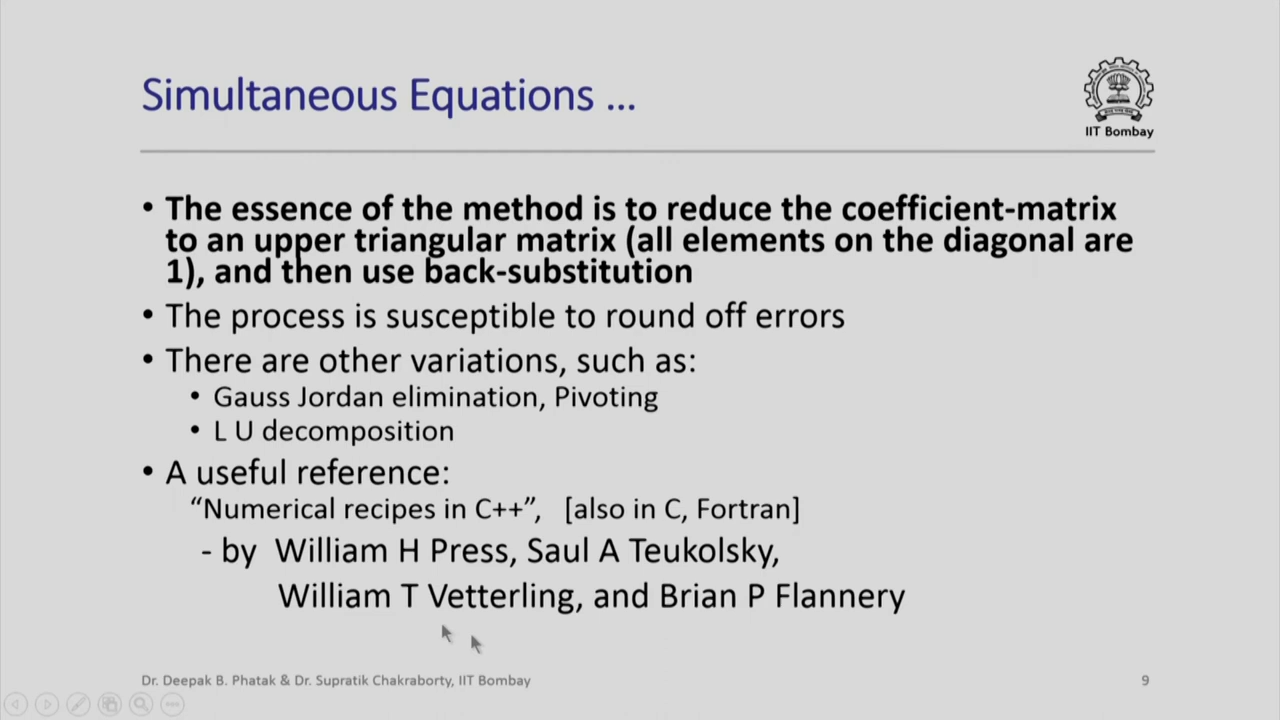 Simultaneous Equations ...
IIT Bombay
• The essence of the method is to reduce the coefficient-matrix
to an upper triangular matrix (all elements on the diagonal are
1), and then use back-substitution
• The process is susceptible to round off errors
• There are other variations, such as:
• Gauss Jordan elimination, Pivoting
• L U decomposition
• A useful reference:
“Numerical recipes in C++”, [also in C, Fortran]
- by William H Press, Saul A Teukolsky,
William T Vetterling, and Brian P Flannery
Dr. Deepak B. Phatak & Dr. Supratik Chakraborty, IIT Bombay
9